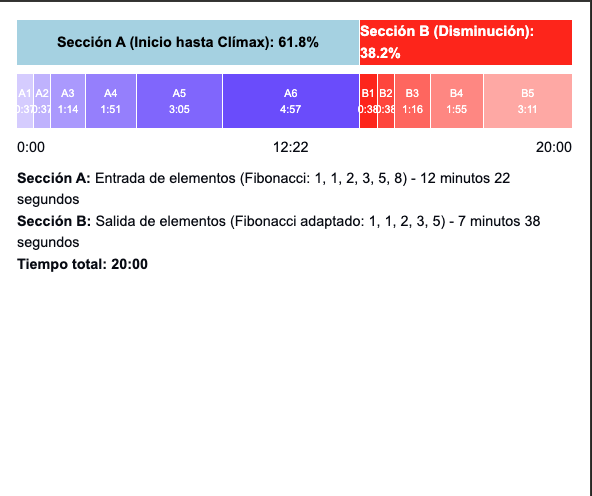 Sección A (Inicio hasta Clímax): 61.8%
Sección B (Disminución):
38.2%
A1 A2 A3 A4 A5 A6 B1 B2 B3 B4 B5
0:37 0:37 1:14 1:51 3:05 4:57 0:38 0:38 1:16 1:55 3:11
0:00 12:22 20:00
Sección A: Entrada de elementos (Fibonacci: 1, 1, 2, 3, 5, 8) - 12 minutos 22
segundos
Sección B: Salida de elementos (Fibonacci adaptado: 1, 1, 2, 3, 5) - 7 minutos 38
segundos
Tiempo total: 20:00